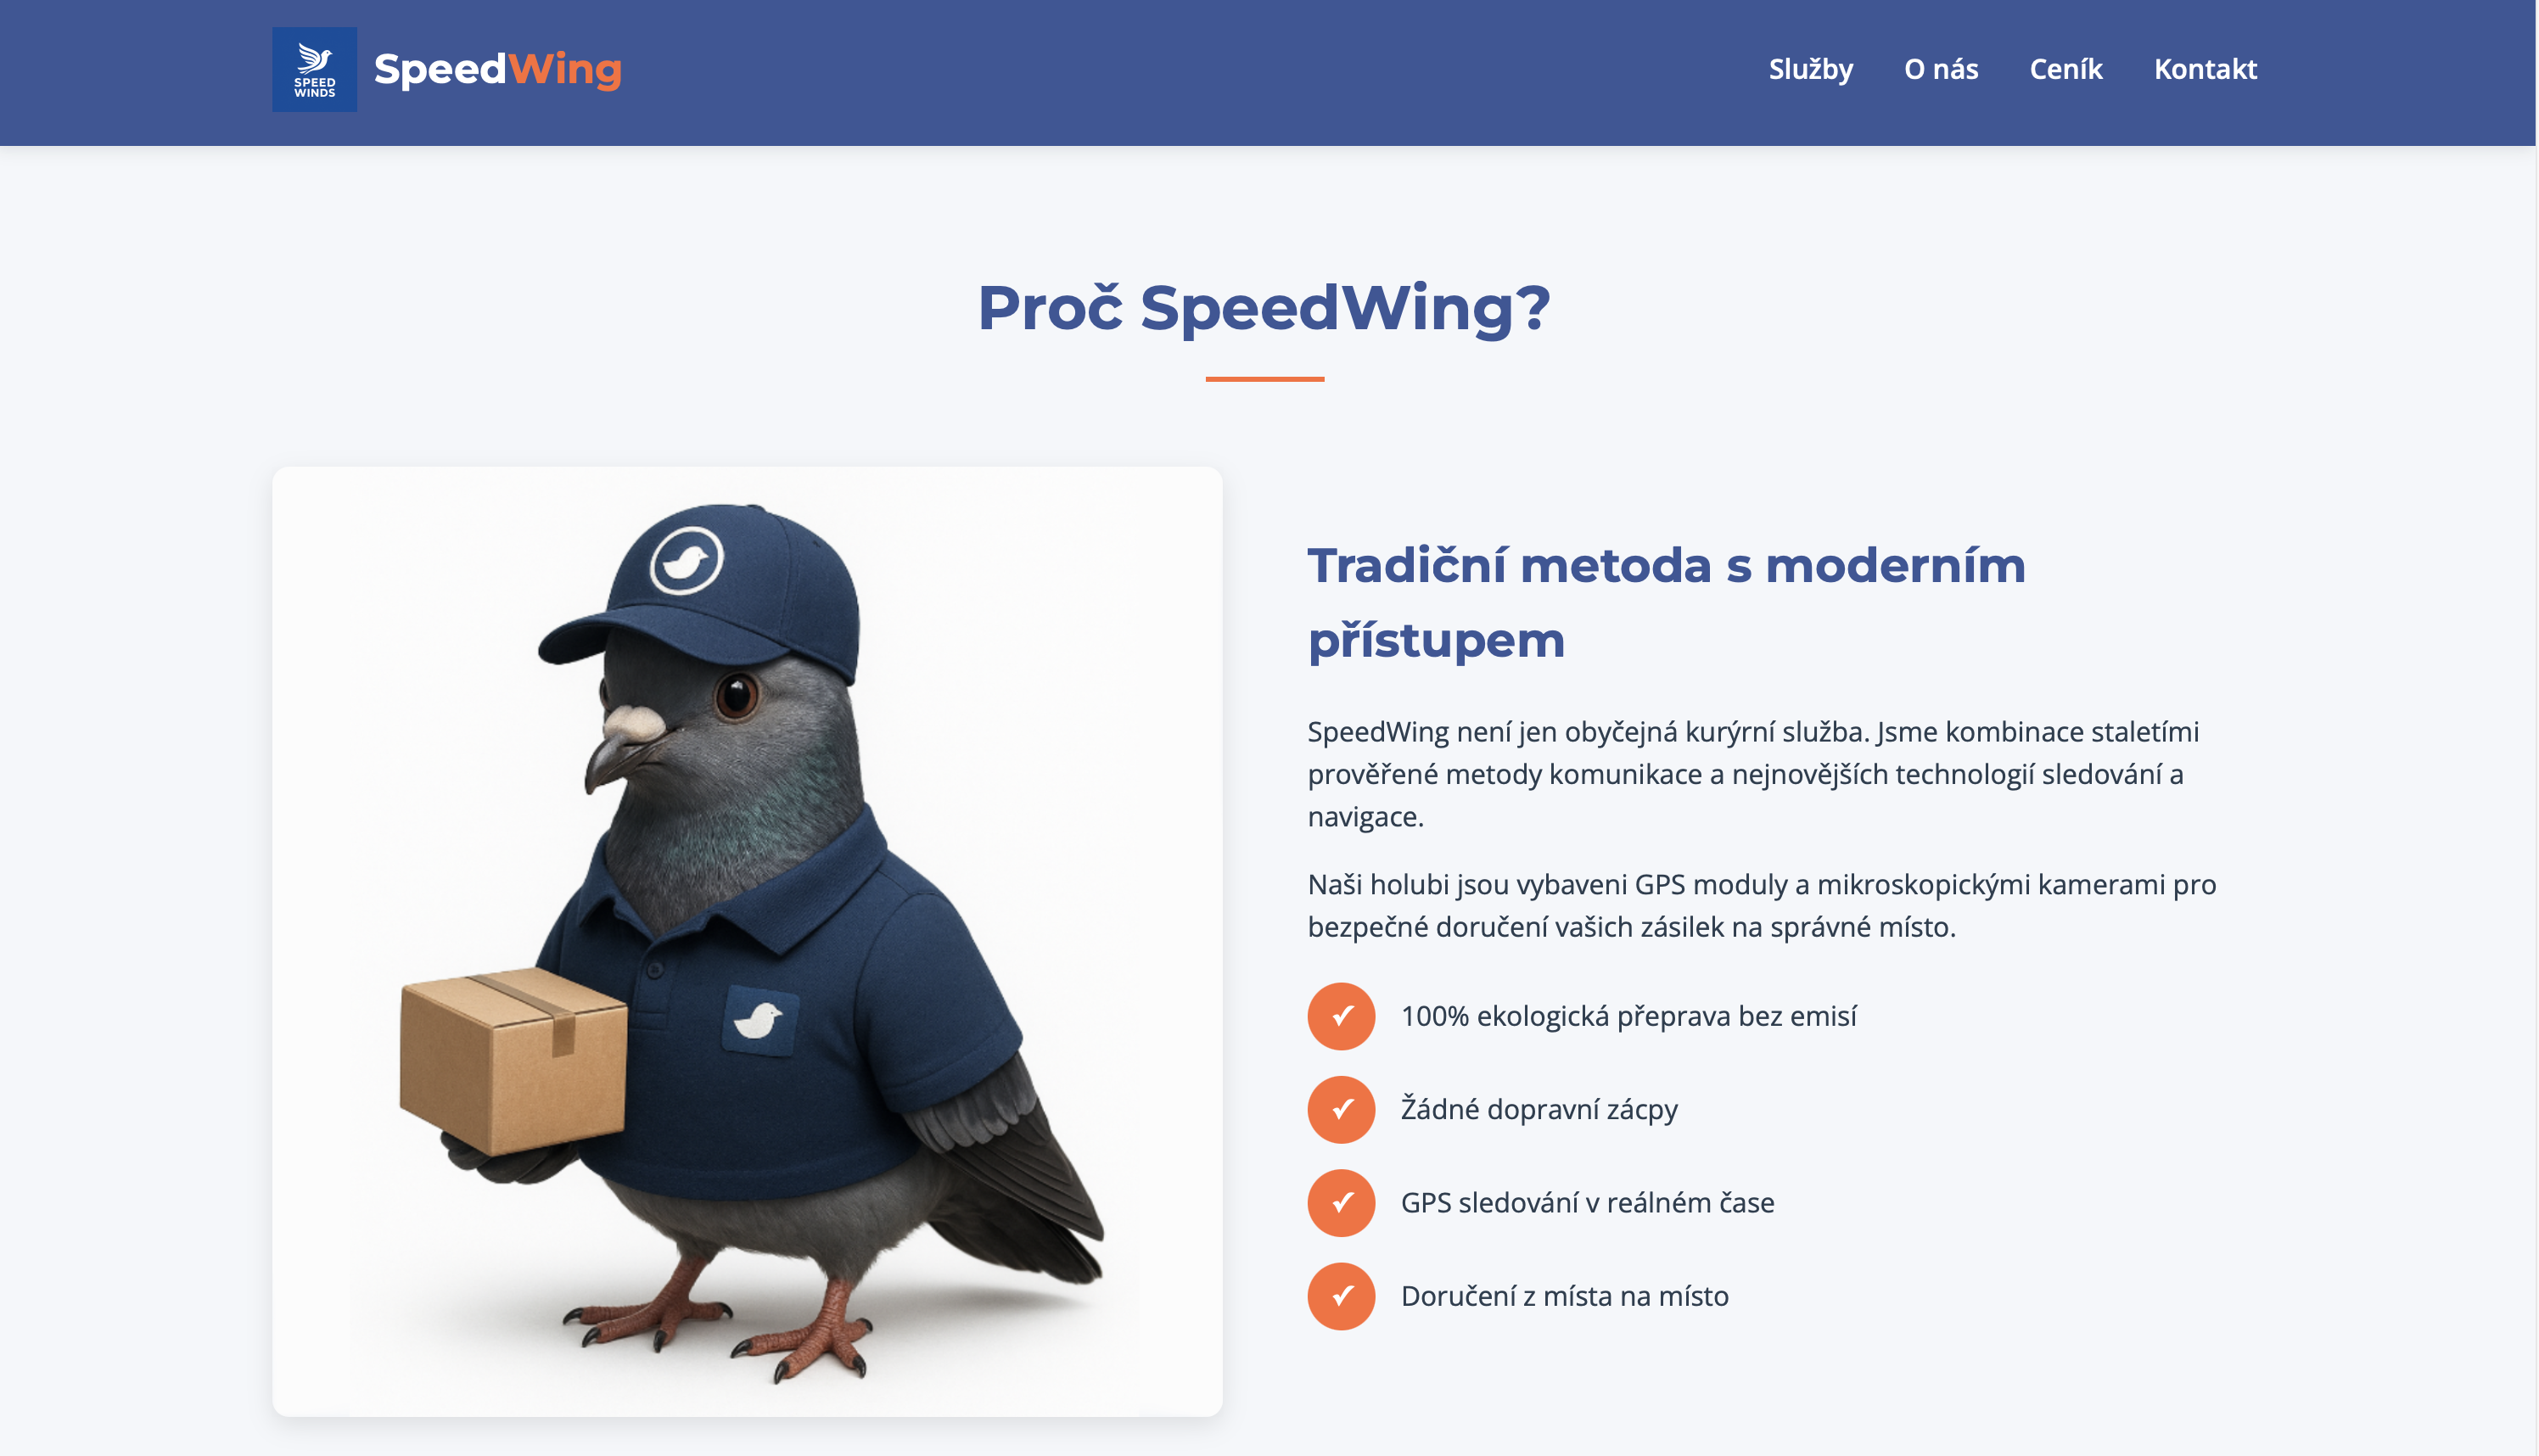 SPEED
WINDS
SpeedWing
Služby
O nás
Ceník
Kontakt
Proč SpeedWing?
Tradiční metoda s moderním
přístupem
SpeedWing není jen obyčejná kurýrní služba. Jsme kombinace staletími
prověřené metody komunikace a nejnovějších technologií sledování a
navigace.
Naši holubi jsou vybaveni GPS moduly a mikroskopickými kamerami pro
bezpečné doručení vašich zásilek na správné místo.
100% ekologická přeprava bez emisí
Žádné dopravní zácpy
GPS sledování v reálném čase
Doručení z místa na místo